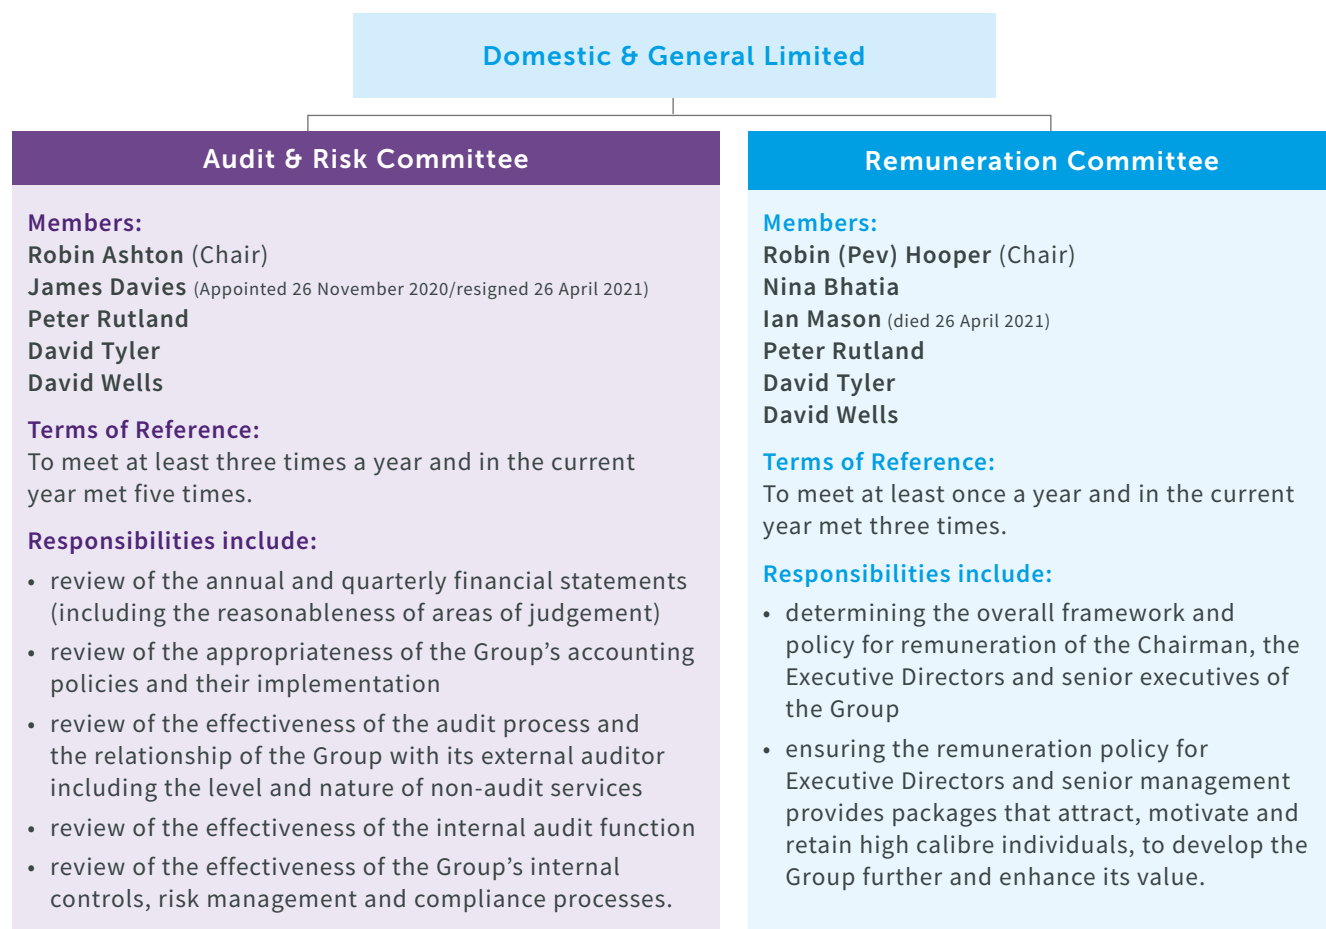 Domestic & General Limited
Audit & Risk Committee
Members:
Robin Ashton (Chair)
James Davies (Appointed 26 November 2020/resigned 26 April 2021)
Peter Rutland
David Tyler
David Wells
Terms of Reference:
To meet at least three times a year and in the current
year met five times.
Responsibilities include:
• review of the annual and quarterly financial statements
(including the reasonableness of areas of judgement)
• review of the appropriateness of the Group’s accounting
policies and their implementation
• review of the effectiveness of the audit process and
the relationship of the Group with its external auditor
including the level and nature of non-audit services
• review of the effectiveness of the internal audit function
• review of the effectiveness of the Group’s internal
controls, risk management and compliance processes.
Remuneration Committee
Members:
Robin (Pev) Hooper (Chair)
Nina Bhatia
Ian Mason (died 26 April 2021)
Peter Rutland
David Tyler
David Wells
Terms of Reference:
To meet at least once a year and in the current
year met three times.
Responsibilities include:
• determining the overall framework and
policy for remuneration of the Chairman, the
Executive Directors and senior executives of
the Group
• ensuring the remuneration policy for
Executive Directors and senior management
provides packages that attract, motivate and
retain high calibre individuals, to develop the
Group further and enhance its value.